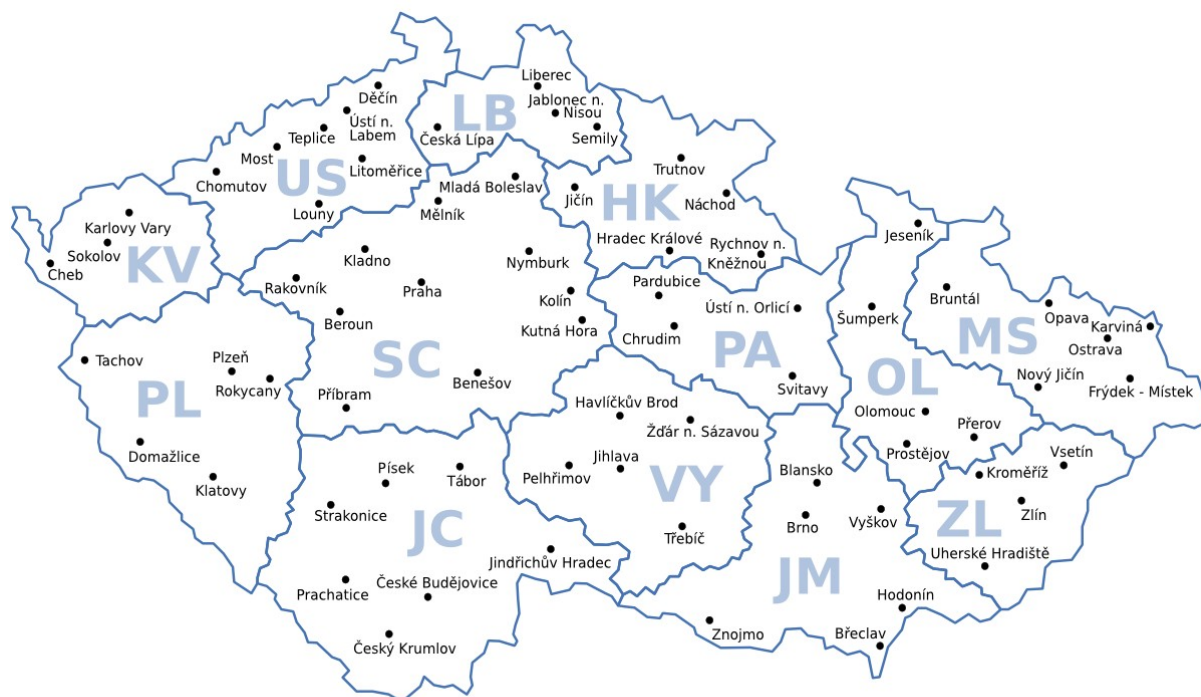 Děčín
Ústí n.
Labem
Teplice
Most
Litoměřice
Chomutov
US
Louny
Liberec
Jablonec n.
Nisou
LB
Česká Lípa
Semily
Karlovy Vary
Sokolov
Cheb
KV
Mladá Boleslav
Mělník
Kladno
Nymburk
Rakovník
Praha
Kolín
Beroun
Kutná Hora
SC
Benešov
Příbram
Trutnov
Jičín
HK
Náchod
Hradec Králové
Rychnov n.
Kněžnou
Pardubice
Ústí n. Orlicí
Chrudim
PA
Svitavy
Jeseník
Šumperk
OL
Olomouc
Přerov
Prostějov
Bruntál
Opava
Karviná
MS
Ostrava
Nový Jičín
Frýdek - Místek
Tachov
Plzeň
Rokycany
PL
Domažlice
Klatovy
Písek
Tábor
Strakonice
JC
Jindřichův Hradec
České Budějovice
Prachatice
Český Krumlov
Havlíčkův Brod
Žďár n. Sázavou
Jihlava
Pelhřimov
VY
Třebíč
Blansko
Brno
Vyškov
JM
Hodonín
Znojmo
Břeclav
Vsetín
Kroměříž
Zlín
ZL
Uherské Hradiště